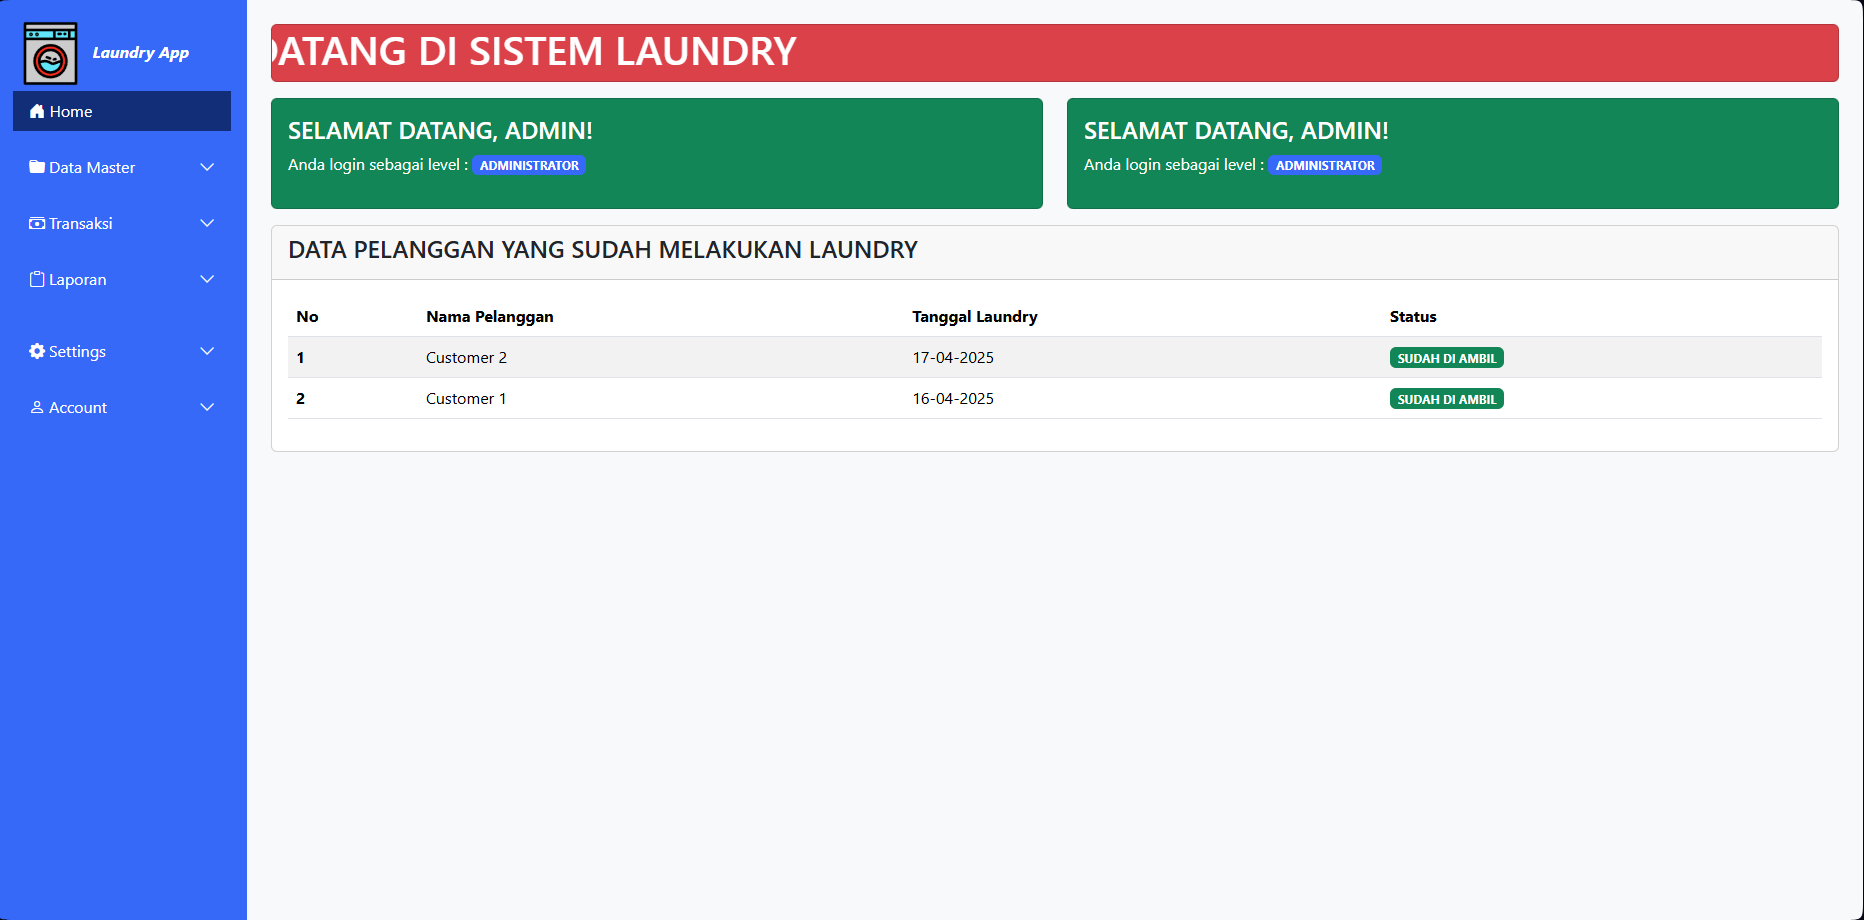 Laundry App
Home
Data Master
Transaksi
Laporan
Settings
Account
DATANG DI SISTEM LAUNDRY
SELAMAT DATANG, ADMIN!
Anda login sebagai level : ADMINISTRATOR
SELAMAT DATANG, ADMIN!
Anda login sebagai level : ADMINISTRATOR
DATA PELANGGAN YANG SUDAH MELAKUKAN LAUNDRY
No Nama Pelanggan Tanggal Laundry Status
1 Customer 2 17-04-2025 SUDAH DI AMBIL
2 Customer 1 16-04-2025 SUDAH DI AMBIL